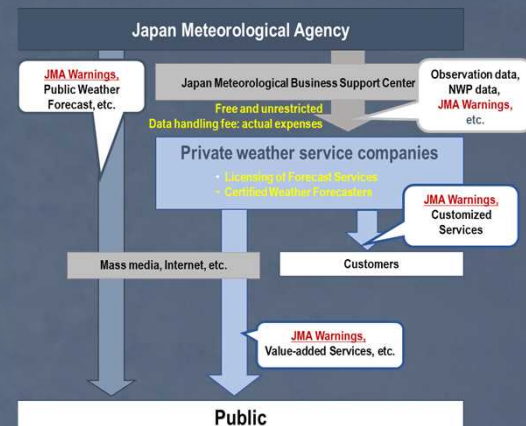 Japan Meteorological Agency
JMA Warnings,
Public Weather
Forecast, etc.
Japan Meteorological Business Support Center
Observation data,
NWP data,
JMA Warnings,
etc.
Free and unrestricted
Data handling fee: actual expenses
Private weather service companies
- Licensing of Forecast Services
- Certified Weather Forecasters
JMA Warnings,
Customized
Services
Mass media, Internet, etc.
Customers
JMA Warnings,
Value-added Services, etc.
Public